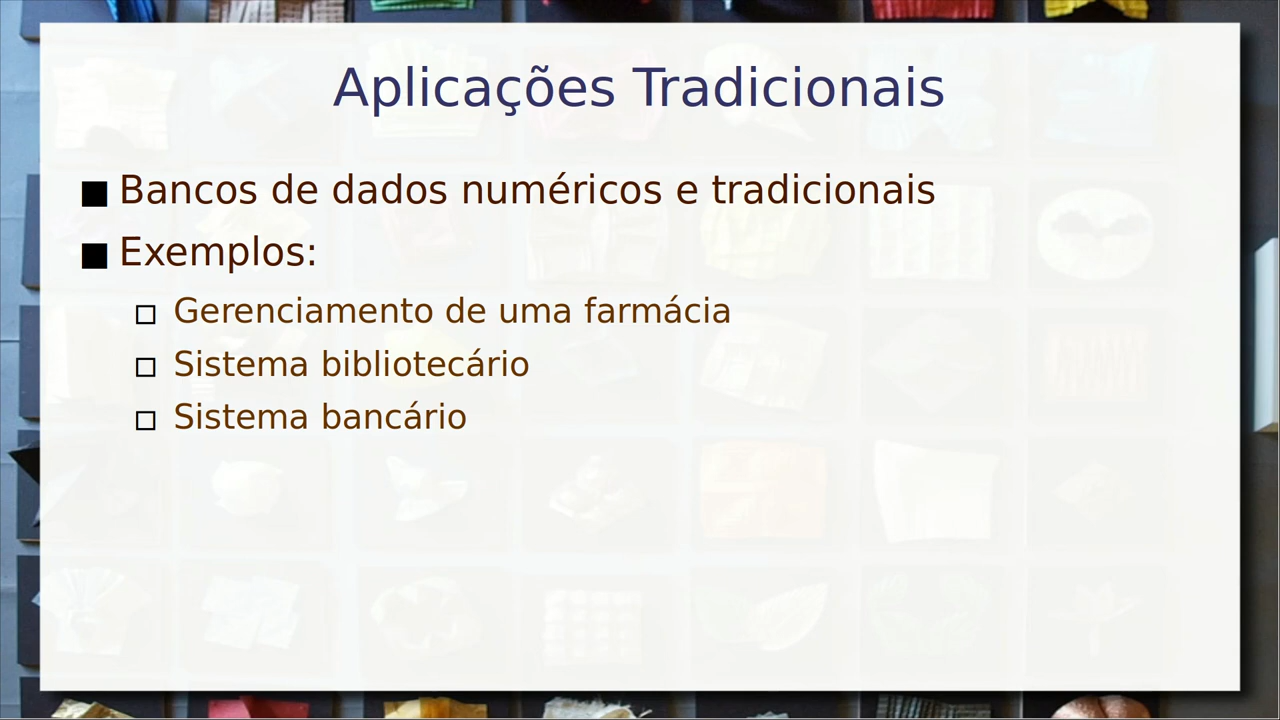 Aplicações Tradicionais
Bancos de dados numéricos e tradicionais
Exemplos:
Gerenciamento de uma farmácia
Sistema bibliotecário
Sistema bancário